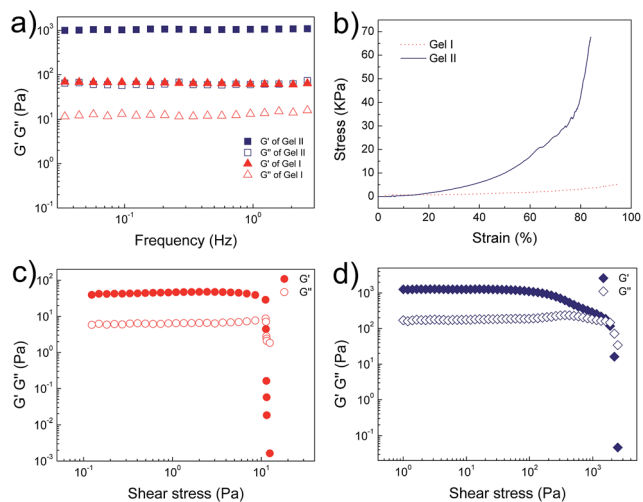 a)
10³
10²
10¹
10⁰
10⁻¹
G' G'' (Pa)
G' of Gel II
G'' of Gel II
G' of Gel I
G'' of Gel I
10⁻¹
10⁰
Frequency (Hz)
b)
70
60
50
40
30
20
10
0
-10
Stress (KPa)
Gel I
Gel II
0
20
40
60
80
100
Strain (%)
c)
10²
10¹
10⁰
10⁻¹
10⁻²
10⁻³
G' G'' (Pa)
G'
G''
10⁻¹
10⁰
10¹
Shear stress (Pa)
d)
10³
10²
10¹
10⁰
10⁻¹
G' G'' (Pa)
G'
G''
10⁰
10¹
10²
10³
Shear stress (Pa)